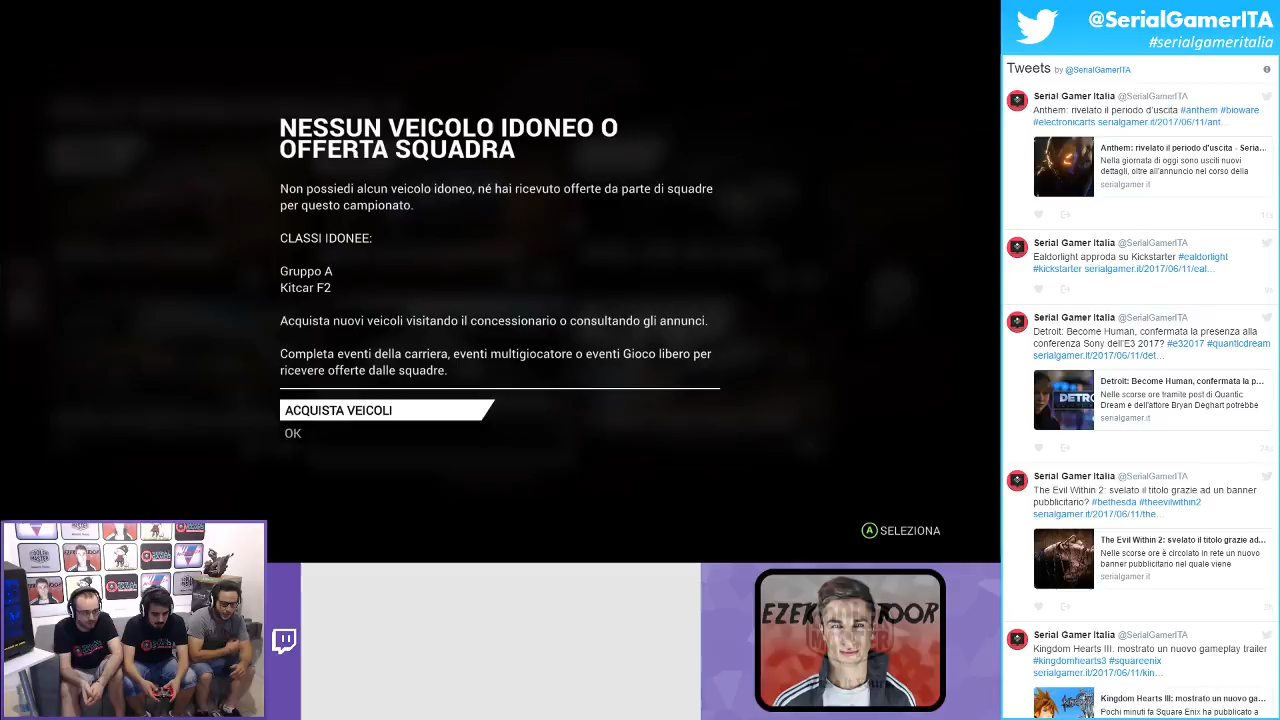 NESSUN VEICOLO IDONEO O
OFFERTA SQUADRA
Non possiedi alcun veicolo idoneo, né hai ricevuto offerte da parte di squadre
per questo campionato.
CLASSI IDONEE:
Gruppo A
Kitcar F2
Acquista nuovi veicoli visitando il concessionario o consultando gli annunci.
Completa eventi della carriera, eventi multigiocatore o eventi Gioco libero per
ricevere offerte dalle squadre.
ACQUISTA VEICOLI
OK
A SELEZIONA
EZEK TOOR
@SerialGamerITA
#serialgameritalia
Tweets by @SerialGamerITA
Serial Gamer Italia @SerialGamerITA
Anthem: rivelato il periodo d'uscita #anthem #bioware
#electronicarts serialgamer.it/2017/06/11/ant...
Anthem: rivelato il periodo d'uscita - Seria...
Nella giornata di oggi sono usciti nuovi
dettagli, oltre all'annuncio nel corso della
serialgamer.it
11s
Serial Gamer Italia @SerialGamerITA
Ealdorlight approda su Kickstarter #ealdorlight
#kickstarter serialgamer.it/2017/06/11/eal...
Serial Gamer Italia @SerialGamerITA
Detroit: Become Human, confermata la presenza alla
conferenza Sony dell'E3 2017? #e32017 #quanticdream
serialgamer.it/2017/06/11/det...
DETRO
Detroit: Become Human, confermata la p...
Nelle scorse ore tramite post di Quantic
Dream e dell'attore Bryan Deghart potrebbe
serialgamer.it
Serial Gamer Italia @SerialGamerITA
The Evil Within 2: svelato il titolo grazie ad un banner
pubblicitario? #bethesda #theevilwithin2
serialgamer.it/2017/06/11/the...
The Evil Within 2: svelato il titolo grazie ad...
Nelle scorse ore è circolato in rete un nuovo
banner pubblicitario nel quale viene
serialgamer.it
Serial Gamer Italia @SerialGamerITA
Kingdom Hearts III: mostrato un nuovo gameplay trailer
#kingdomhearts3 #squareenix
serialgamer.it/2017/06/11/kin...
Kingdom Hearts III: mostrato un nuovo ga...
Pochi minuti fa Square Enix ha pubblicato a